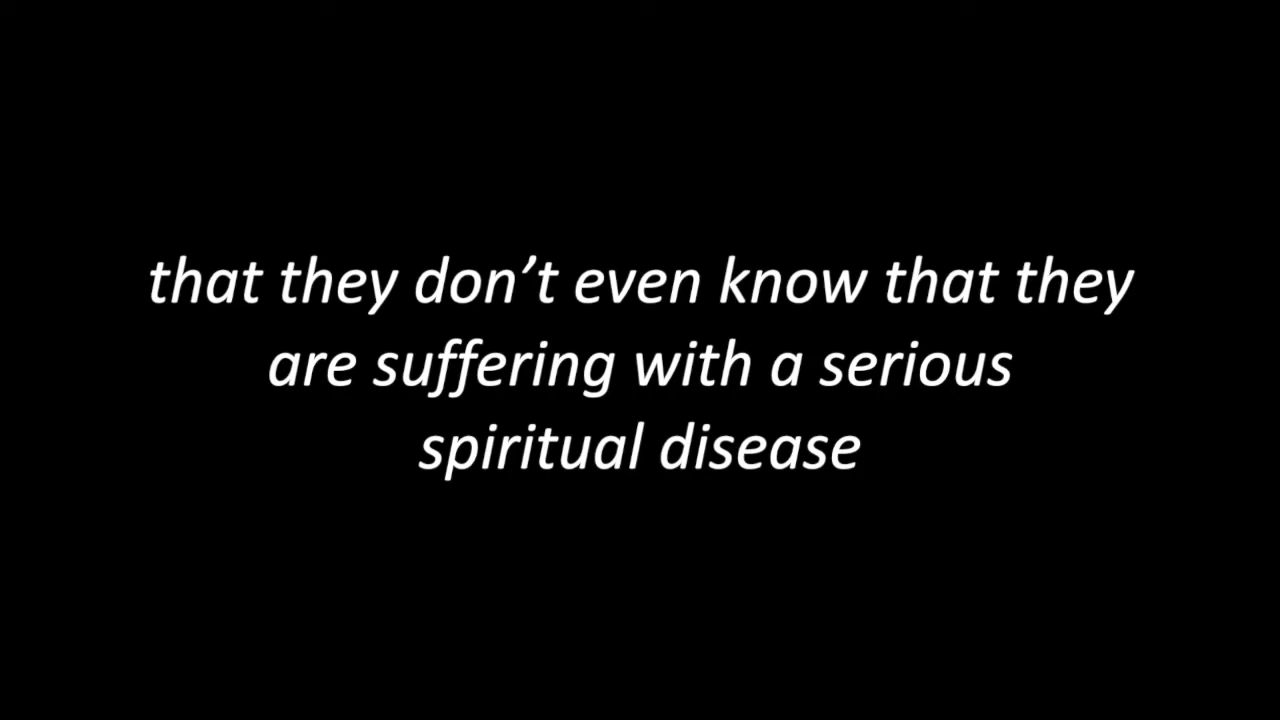 that they don’t even know that they
are suffering with a serious
spiritual disease